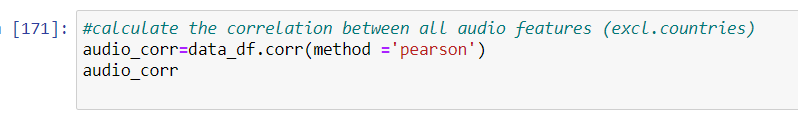 [171]: #calculate the correlation between all audio features (excl.countries)
audio_corr=data_df.corr(method ='pearson')
audio_corr